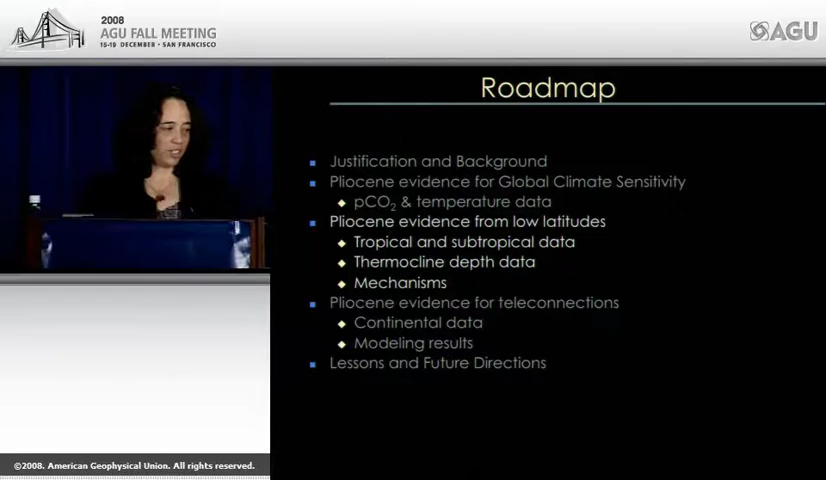 2008
AGU FALL MEETING
15-19 DECEMBER • SAN FRANCISCO
AGU
Roadmap
Justification and Background
Pliocene evidence for Global Climate Sensitivity
pCO₂ & temperature data
Pliocene evidence from low latitudes
Tropical and subtropical data
Thermocline depth data
Mechanisms
Pliocene evidence for teleconnections
Continental data
Modeling results
Lessons and Future Directions
©2008. American Geophysical Union. All rights reserved.